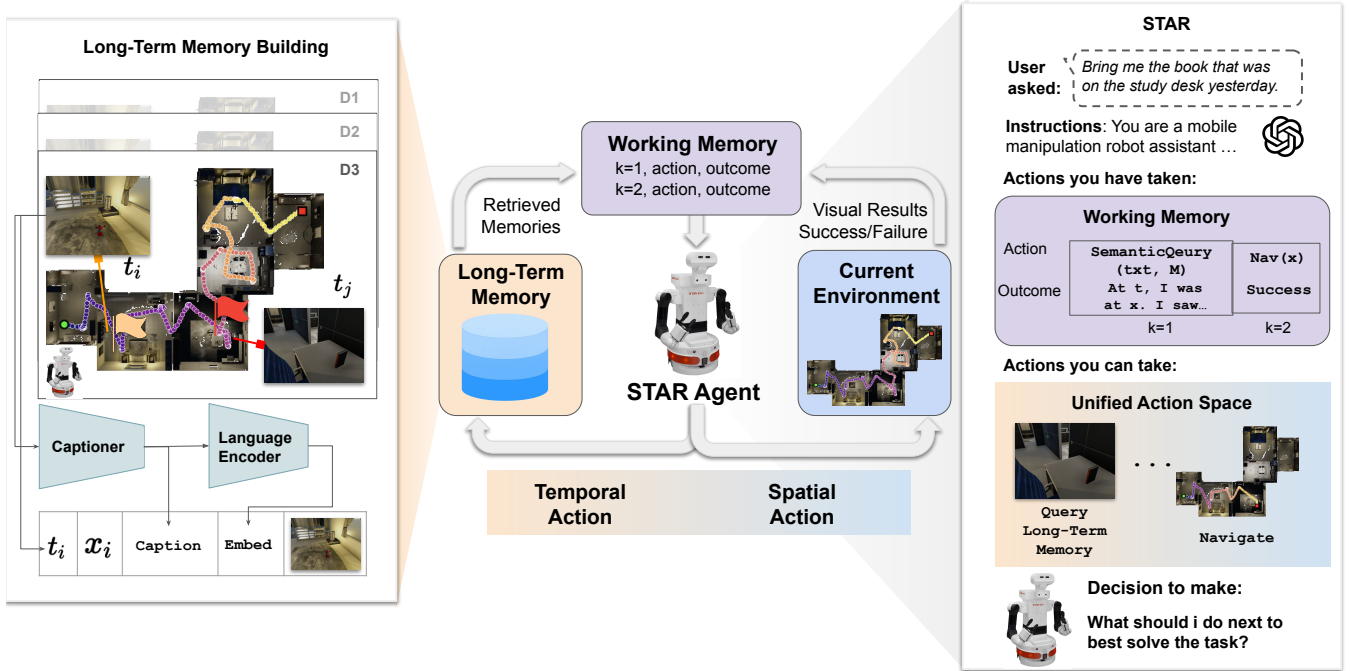 Long-Term Memory Building
D1
D2
D3
t_i
t_j
Captioner
Language
Encoder
t_i
x_i
Caption
Embed
Working Memory
k=1, action, outcome
k=2, action, outcome
Retrieved
Memories
Visual Results
Success/Failure
Long-Term
Memory
Current
Environment
STAR Agent
Temporal
Action
Spatial
Action
STAR
User
asked:
Bring me the book that was
on the study desk yesterday.
Instructions: You are a mobile
manipulation robot assistant ...
Actions you have taken:
Working Memory
Action
SemanticQeury
(txt, M)
Nav(x)
Outcome
At t, I was
at x. I saw…
Success
k=1
k=2
Actions you can take:
Unified Action Space
. . .
Query
Long-Term
Memory
Navigate
Decision to make:
What should i do next to
best solve the task?